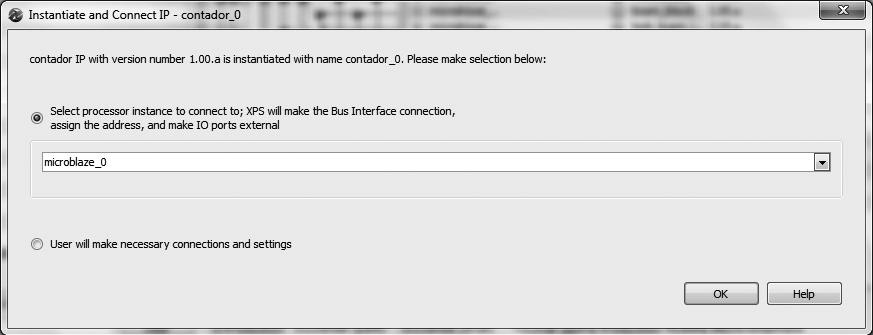 Instantiate and Connect IP - contador_0
contador IP with version number 1.00.a is instantiated with name contador_0. Please make selection below:
Select processor instance to connect to; XPS will make the Bus Interface connection,
assign the address, and make IO ports external
microblaze_0
User will make necessary connections and settings
OK Help